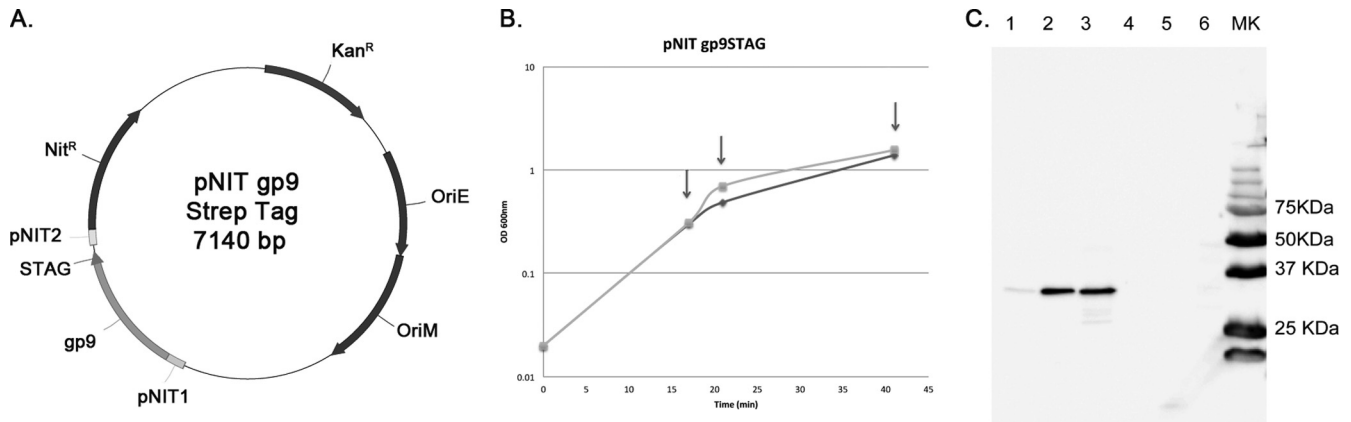 A.
Kan^R
Nit^R
pNIT gp9
Strep Tag
7140 bp
OriE
pNIT2
STAG
gp9
OriM
pNIT1
B.
pNIT gp9STAG
OD 600nm
10
1
0.1
0.01
0 5 10 15 20 25 30 35 40 45
Time (min)
C.
1 2 3 4 5 6 MK
75KDa
50KDa
37 KDa
25 KDa